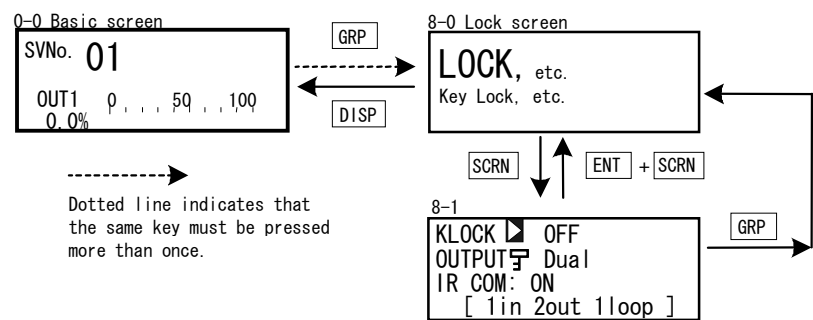 0-0 Basic screen
SVNo. 01
OUT1 0 50 100
0.0%
GRP
DISP
8-0 Lock screen
LOCK, etc.
Key Lock, etc.
SCRN
ENT + SCRN
Dotted line indicates that
the same key must be pressed
more than once.
8-1
KLOCK OFF
OUTPUT Dual
IR COM: ON
[ 1in 2out 1loop ]
GRP